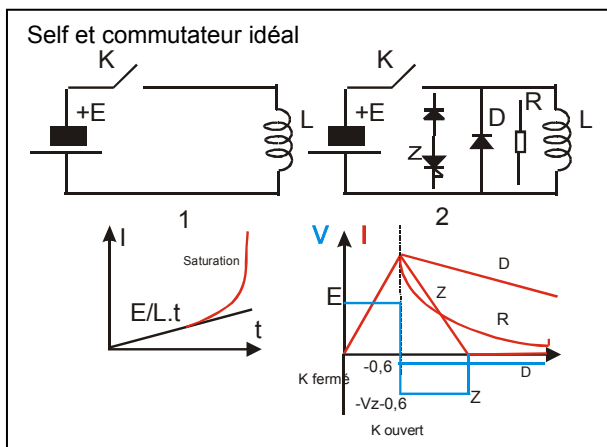 Self et commutateur idéal
K
+E
L
K
+E
Z
D
R
L
1
2
I
Saturation
E/L.t
t
V I
E
D
Z
R
-0,6
D
K fermé
-Vz-0,6
Z
K ouvert